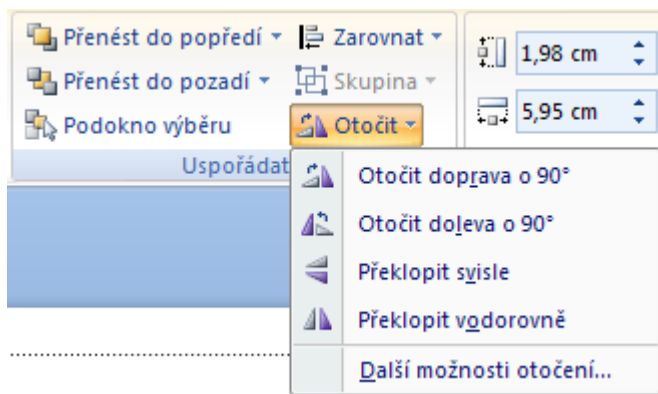 Přenést do popředí
Zarovnat
1,98 cm
Přenést do pozadí
Skupina
5,95 cm
Podokno výběru
Otočit
Uspořádat
Otočit doprava o 90°
Otočit doleva o 90°
Překlopit svisle
Překlopit vodorovně
Další možnosti otočení...